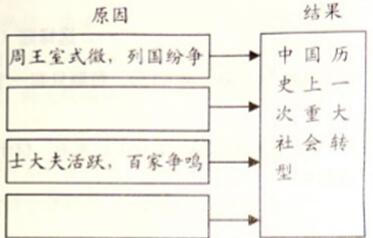 原因
结果
周王室式微，列国纷争
士大夫活跃，百家争鸣
中国历
史上一
次重大
社会转
型